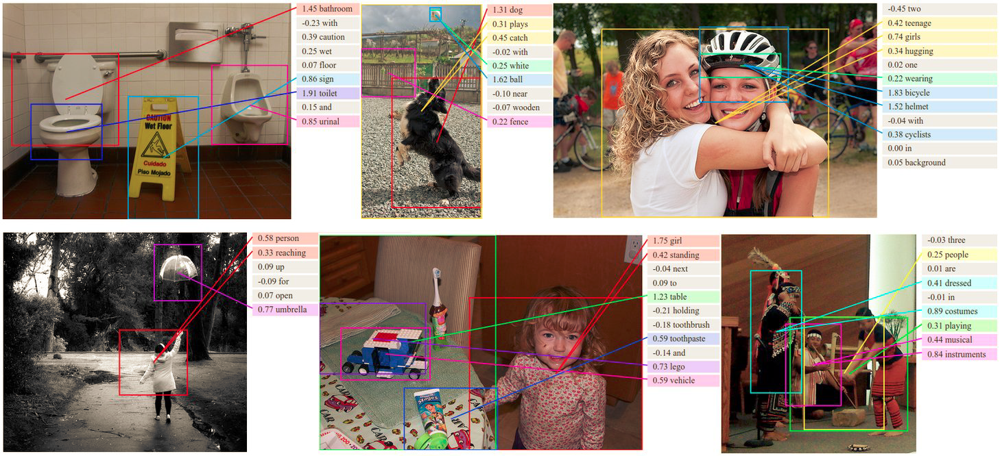 1.45 bathroom
-0.23 with
0.39 caution
0.25 wet
0.07 floor
0.86 sign
1.91 toilet
0.15 and
0.85 urinal
CAUTION
Wet Floor
Cuidado
Piso Mojado
1.31 dog
0.31 plays
0.45 catch
-0.02 with
0.25 white
1.62 ball
-0.10 near
-0.07 wooden
0.22 fence
-0.45 two
0.42 teenage
0.74 girls
0.34 hugging
0.02 one
0.22 wearing
1.83 bicycle
1.52 helmet
-0.04 with
0.38 cyclists
0.00 in
0.05 background
0.58 person
0.33 reaching
0.09 up
-0.09 for
0.07 open
0.77 umbrella
1.75 girl
0.42 standing
-0.04 next
0.09 to
1.23 table
-0.21 holding
-0.18 toothbrush
0.59 toothpaste
-0.14 and
0.73 lego
0.59 vehicle
Stages
CAR
CAR
-0.03 three
0.25 people
0.01 are
0.41 dressed
-0.01 in
0.89 costumes
0.31 playing
0.44 musical
0.84 instruments